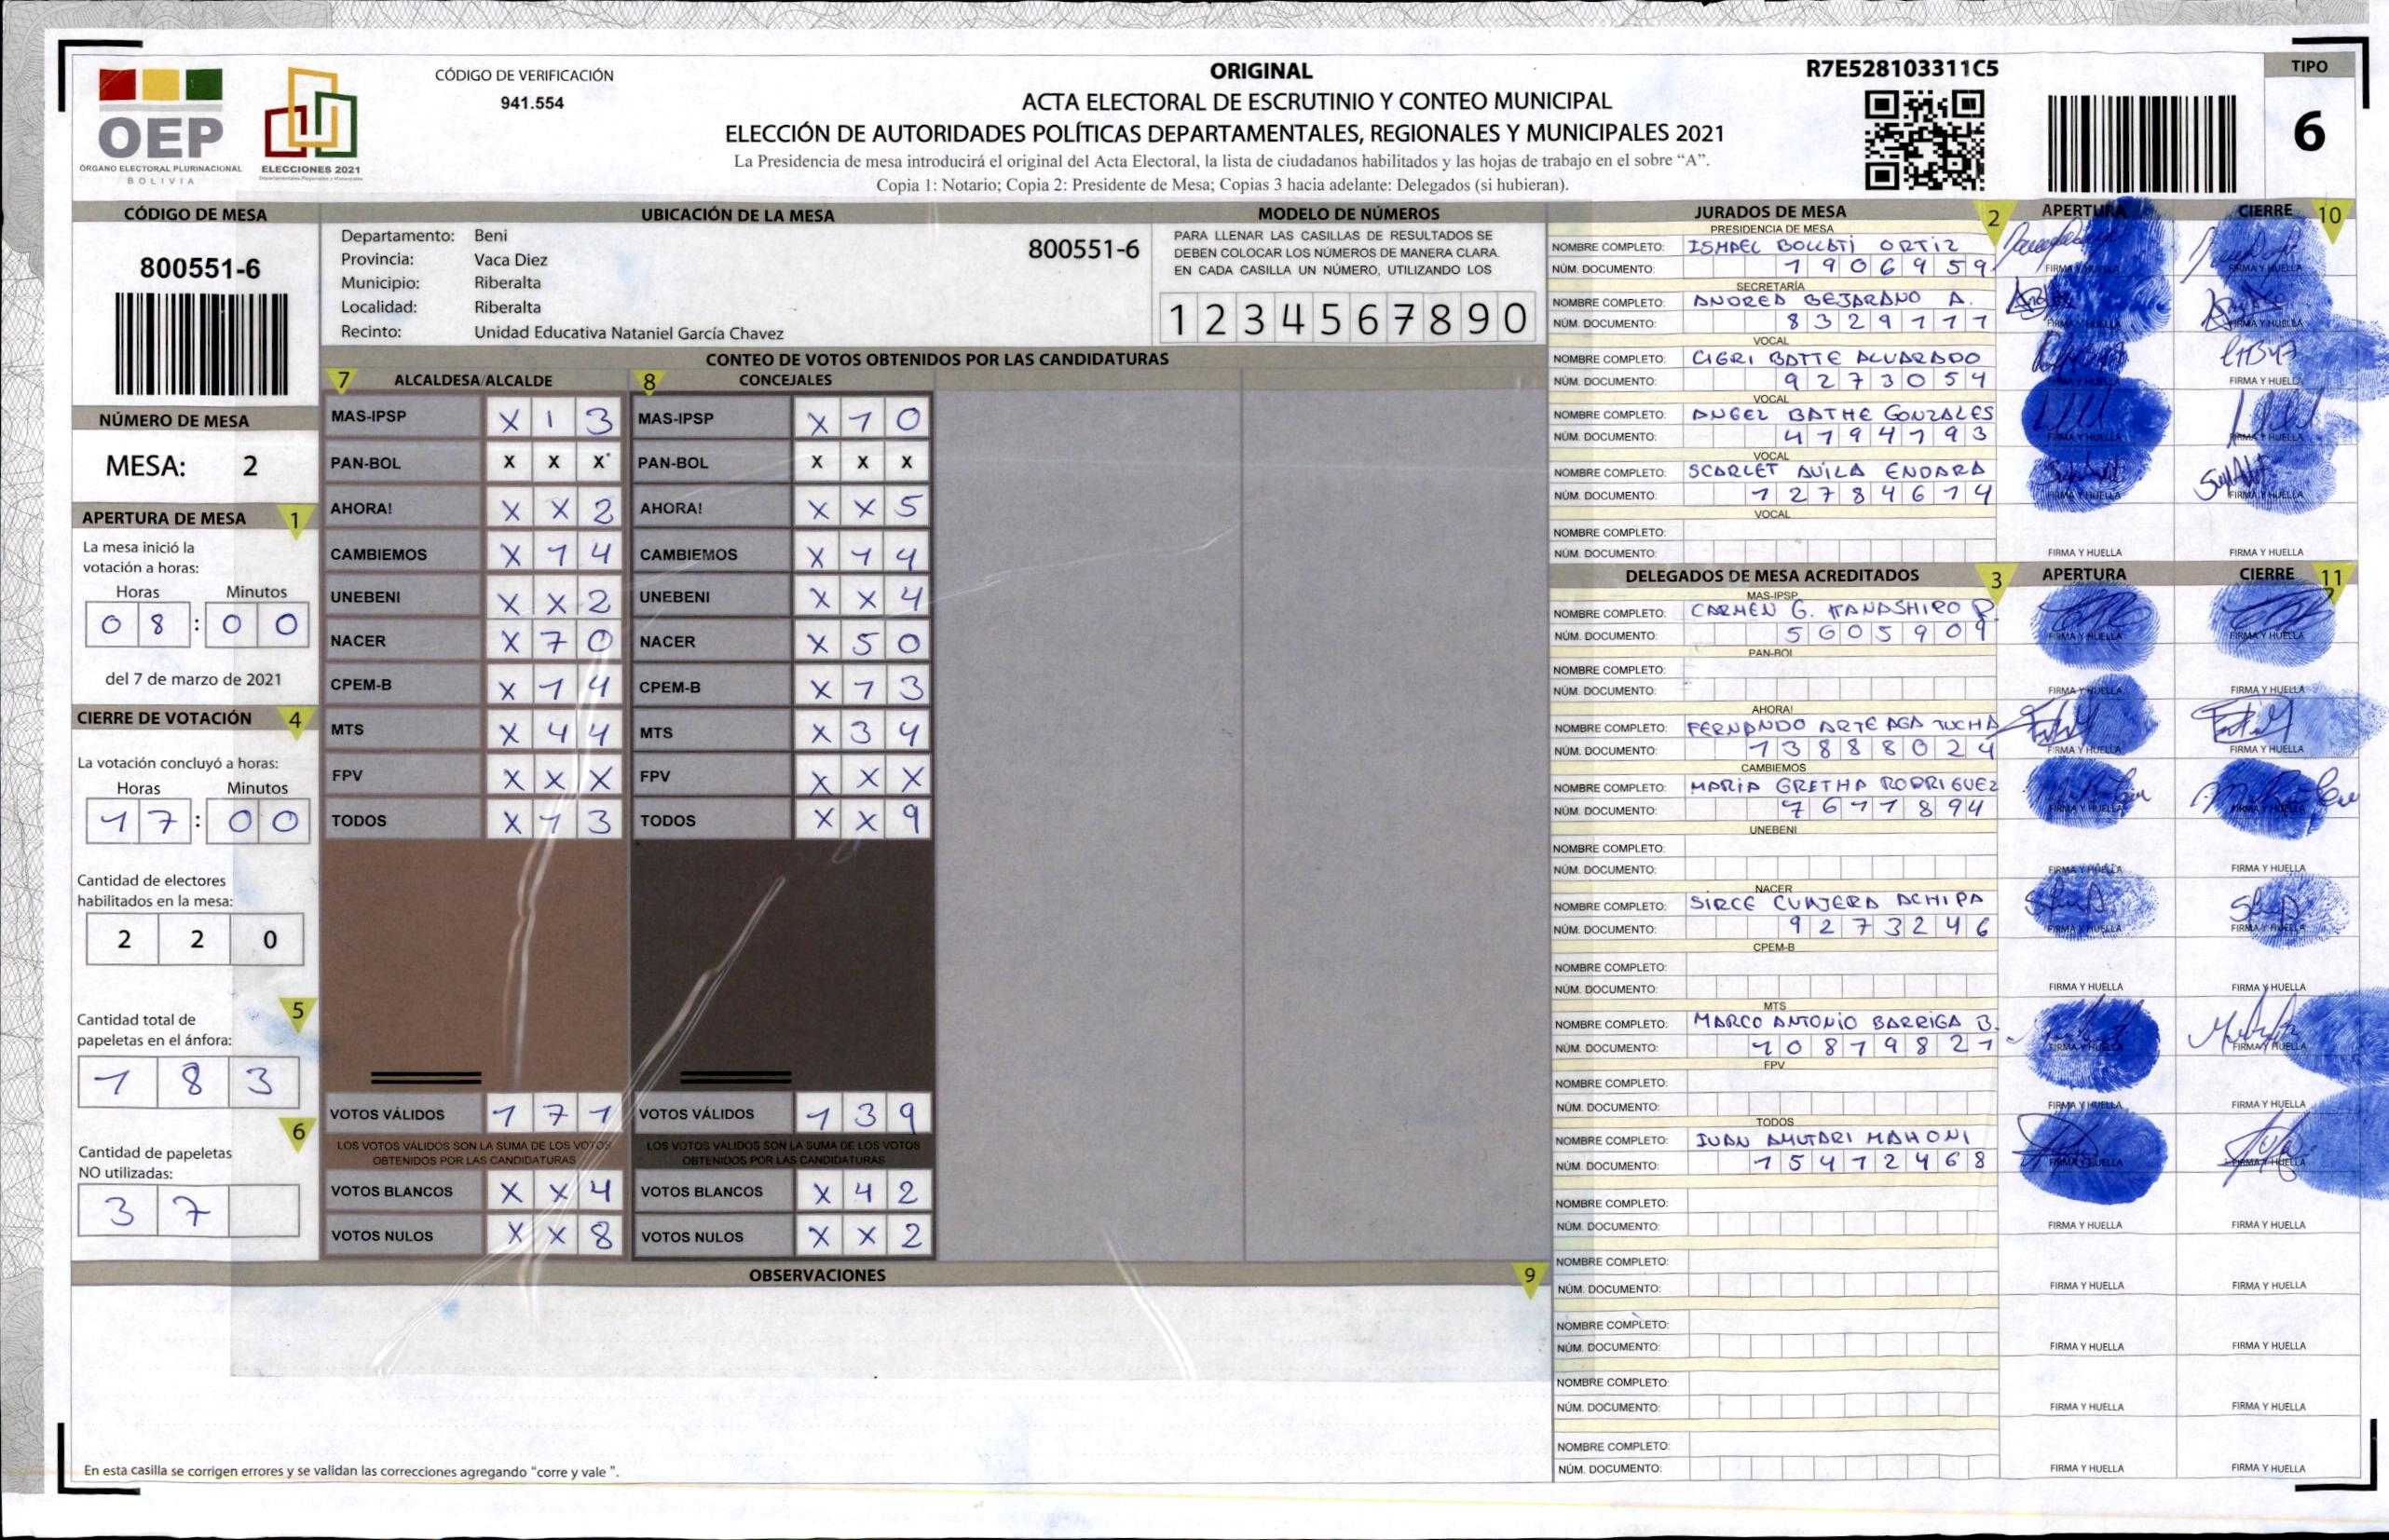 CÓDIGO DE VERIFICACIÓN
941.554
OEP
ÓRGANO ELECTORAL PLURINACIONAL
BOLIVIA
ELECCIONES 2021
ORIGINAL
ACTA ELECTORAL DE ESCRUTINIO Y CONTEO MUNICIPAL
ELECCIÓN DE AUTORIDADES POLÍTICAS DEPARTAMENTALES, REGIONALES Y MUNICIPALES 2021
La Presidencia de mesa introducirá el original del Acta Electoral, la lista de ciudadanos habilitados y las hojas de trabajo en el sobre “A”.
Copia 1: Notario; Copia 2: Presidente de Mesa; Copias 3 hacia adelante: Delegados (si hubieran).
R7E528103311C5
TIPO
6
CÓDIGO DE MESA
800551-6
NÚMERO DE MESA
MESA: 2
APERTURA DE MESA 1
La mesa inició la
votación a horas:
Horas Minutos
0 8 : 0 0
del 7 de marzo de 2021
CIERRE DE VOTACIÓN 4
La votación concluyó a horas:
Horas Minutos
1 7 : 0 0
Cantidad de electores
habilitados en la mesa:
2 2 0
5
Cantidad total de
papeletas en el ánfora:
1 8 3
6
Cantidad de papeletas
NO utilizadas:
3 7
UBICACIÓN DE LA MESA
Departamento: Beni
Provincia: Vaca Diez
Municipio: Riberalta
Localidad: Riberalta
Recinto: Unidad Educativa Nataniel García Chavez
800551-6
MODELO DE NÚMEROS
PARA LLENAR LAS CASILLAS DE RESULTADOS SE
DEBEN COLOCAR LOS NÚMEROS DE MANERA CLARA.
EN CADA CASILLA UN NÚMERO, UTILIZANDO LOS
1 2 3 4 5 6 7 8 9 0
CONTEO DE VOTOS OBTENIDOS POR LAS CANDIDATURAS
7 ALCALDESA/ALCALDE 8 CONCEJALES
MAS-IPSP X 1 3 MAS-IPSP X 1 0
PAN-BOL X X X PAN-BOL X X X
AHORA! X X 2 AHORA! X X 5
CAMBIEMOS X 1 4 CAMBIEMOS X 1 4
UNEBENI X X 2 UNEBENI X X 4
NACER X 7 0 NACER X 5 0
CPEM-B X 1 4 CPEM-B X 1 3
MTS X 4 4 MTS X 3 4
FPV X X X FPV X X X
TODOS X 1 3 TODOS X X 9
VOTOS VÁLIDOS 1 7 1 VOTOS VÁLIDOS 1 3 9
LOS VOTOS VÁLIDOS SON LA SUMA DE LOS VOTOS LOS VOTOS VÁLIDOS SON LA SUMA DE LOS VOTOS
OBTENIDOS POR LAS CANDIDATURAS OBTENIDOS POR LAS CANDIDATURAS
VOTOS BLANCOS X X 4 VOTOS BLANCOS X 4 2
VOTOS NULOS X X 8 VOTOS NULOS X X 2
OBSERVACIONES 9
En esta casilla se corrigen errores y se validan las correcciones agregando “corre y vale ”.
JURADOS DE MESA 2 APERTURA CIERRE 10
PRESIDENCIA DE MESA
NOMBRE COMPLETO: ISMAEL BOLLATI ORTIZ
NÚM. DOCUMENTO: 1906959 FIRMA Y HUELLA FIRMA Y HUELLA
SECRETARÍA
NOMBRE COMPLETO: ANDREA BEJARANO A.
NÚM. DOCUMENTO: 8329111 FIRMA Y HUELLA FIRMA Y HUELLA
VOCAL
NOMBRE COMPLETO: CIGRI BATTE ALVARADO
NÚM. DOCUMENTO: 9273054 FIRMA Y HUELLA FIRMA Y HUELLA
VOCAL
NOMBRE COMPLETO: ANGEL BATHE GONZALES
NÚM. DOCUMENTO: 4194193 FIRMA Y HUELLA FIRMA Y HUELLA
VOCAL
NOMBRE COMPLETO: SCARLET AVILA ENDARA
NÚM. DOCUMENTO: 12784614 FIRMA Y HUELLA FIRMA Y HUELLA
VOCAL
NOMBRE COMPLETO:
NÚM. DOCUMENTO: FIRMA Y HUELLA FIRMA Y HUELLA
DELEGADOS DE MESA ACREDITADOS 3 APERTURA CIERRE 11
MAS-IPSP
NOMBRE COMPLETO: CARMEN G. KANASHIRO R.
NÚM. DOCUMENTO: 5605909 FIRMA Y HUELLA FIRMA Y HUELLA
PAN-BOL
NOMBRE COMPLETO:
NÚM. DOCUMENTO: FIRMA Y HUELLA FIRMA Y HUELLA
AHORA!
NOMBRE COMPLETO: FERNANDO ARTEAGA
NÚM. DOCUMENTO: 13888024 FIRMA Y HUELLA FIRMA Y HUELLA
CAMBIEMOS
NOMBRE COMPLETO: MARIA GRETHA RODRIGUEZ
NÚM. DOCUMENTO: 7611894 FIRMA Y HUELLA FIRMA Y HUELLA
UNEBENI
NOMBRE COMPLETO:
NÚM. DOCUMENTO: FIRMA Y HUELLA FIRMA Y HUELLA
NACER
NOMBRE COMPLETO: SIRCE ACHIPA
NÚM. DOCUMENTO: 9273246 FIRMA Y HUELLA FIRMA Y HUELLA
CPEM-B
NOMBRE COMPLETO:
NÚM. DOCUMENTO: FIRMA Y HUELLA FIRMA Y HUELLA
MTS
NOMBRE COMPLETO: MARCO ANTONIO BARRIGA B.
NÚM. DOCUMENTO: 10819821 FIRMA Y HUELLA FIRMA Y HUELLA
FPV
NOMBRE COMPLETO:
NÚM. DOCUMENTO: FIRMA Y HUELLA FIRMA Y HUELLA
TODOS
NOMBRE COMPLETO: IVAN AMUTARI MAHONI
NÚM. DOCUMENTO: 15412468 FIRMA Y HUELLA FIRMA Y HUELLA
NOMBRE COMPLETO:
NÚM. DOCUMENTO: FIRMA Y HUELLA FIRMA Y HUELLA
NOMBRE COMPLETO:
NÚM. DOCUMENTO: FIRMA Y HUELLA FIRMA Y HUELLA
NOMBRE COMPLETO:
NÚM. DOCUMENTO: FIRMA Y HUELLA FIRMA Y HUELLA
NOMBRE COMPLETO:
NÚM. DOCUMENTO: FIRMA Y HUELLA FIRMA Y HUELLA
NOMBRE COMPLETO:
NÚM. DOCUMENTO: FIRMA Y HUELLA FIRMA Y HUELLA